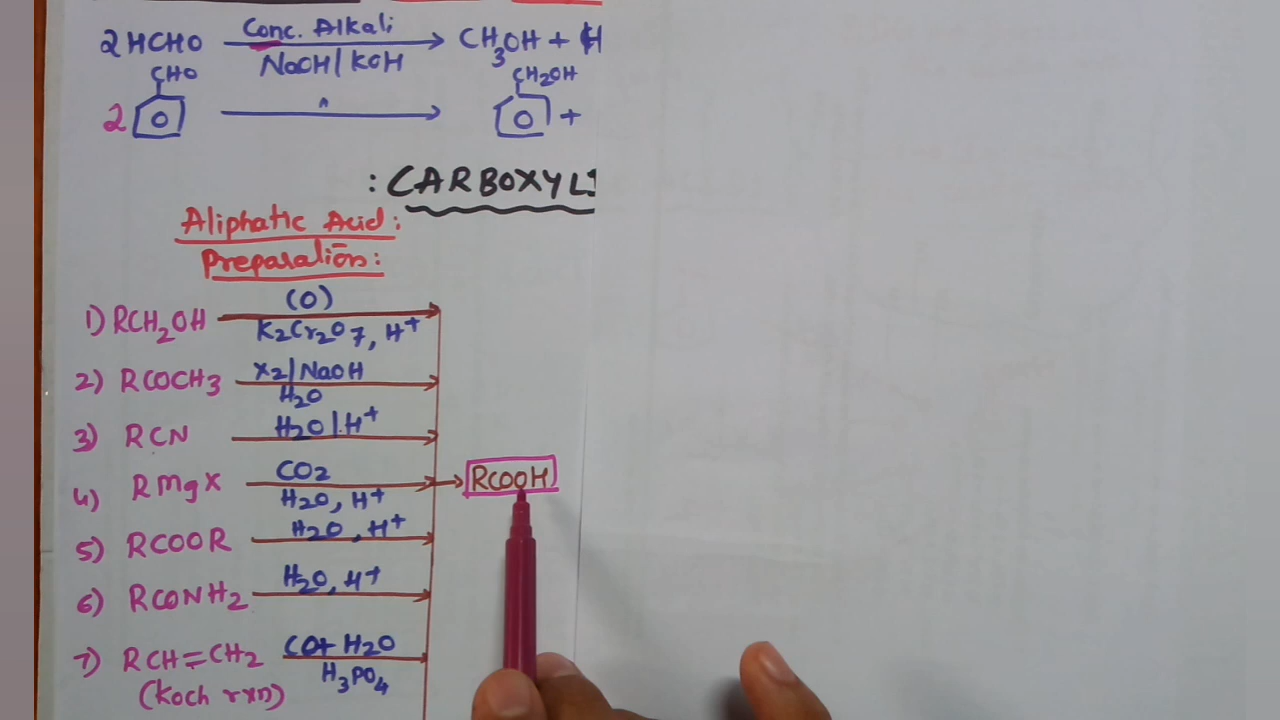 2HCHO Conc. Alkali CH3OH + H
NaOH/KOH
CHO CH2OH
2 +
: CARBOXYLI
Aliphatic Acid:
Preparation:
1) RCH2OH (O)
K2Cr2O7, H+
2) RCOCH3 X2/NaOH
H2O
3) RCN H2O/H+
4) RMgX CO2 RCOOH
H2O, H+
5) RCOOR H2O, H+
6) RCONH2 H2O, H+
7) RCH=CH2 CO+H2O
(Koch rxn) H3PO4